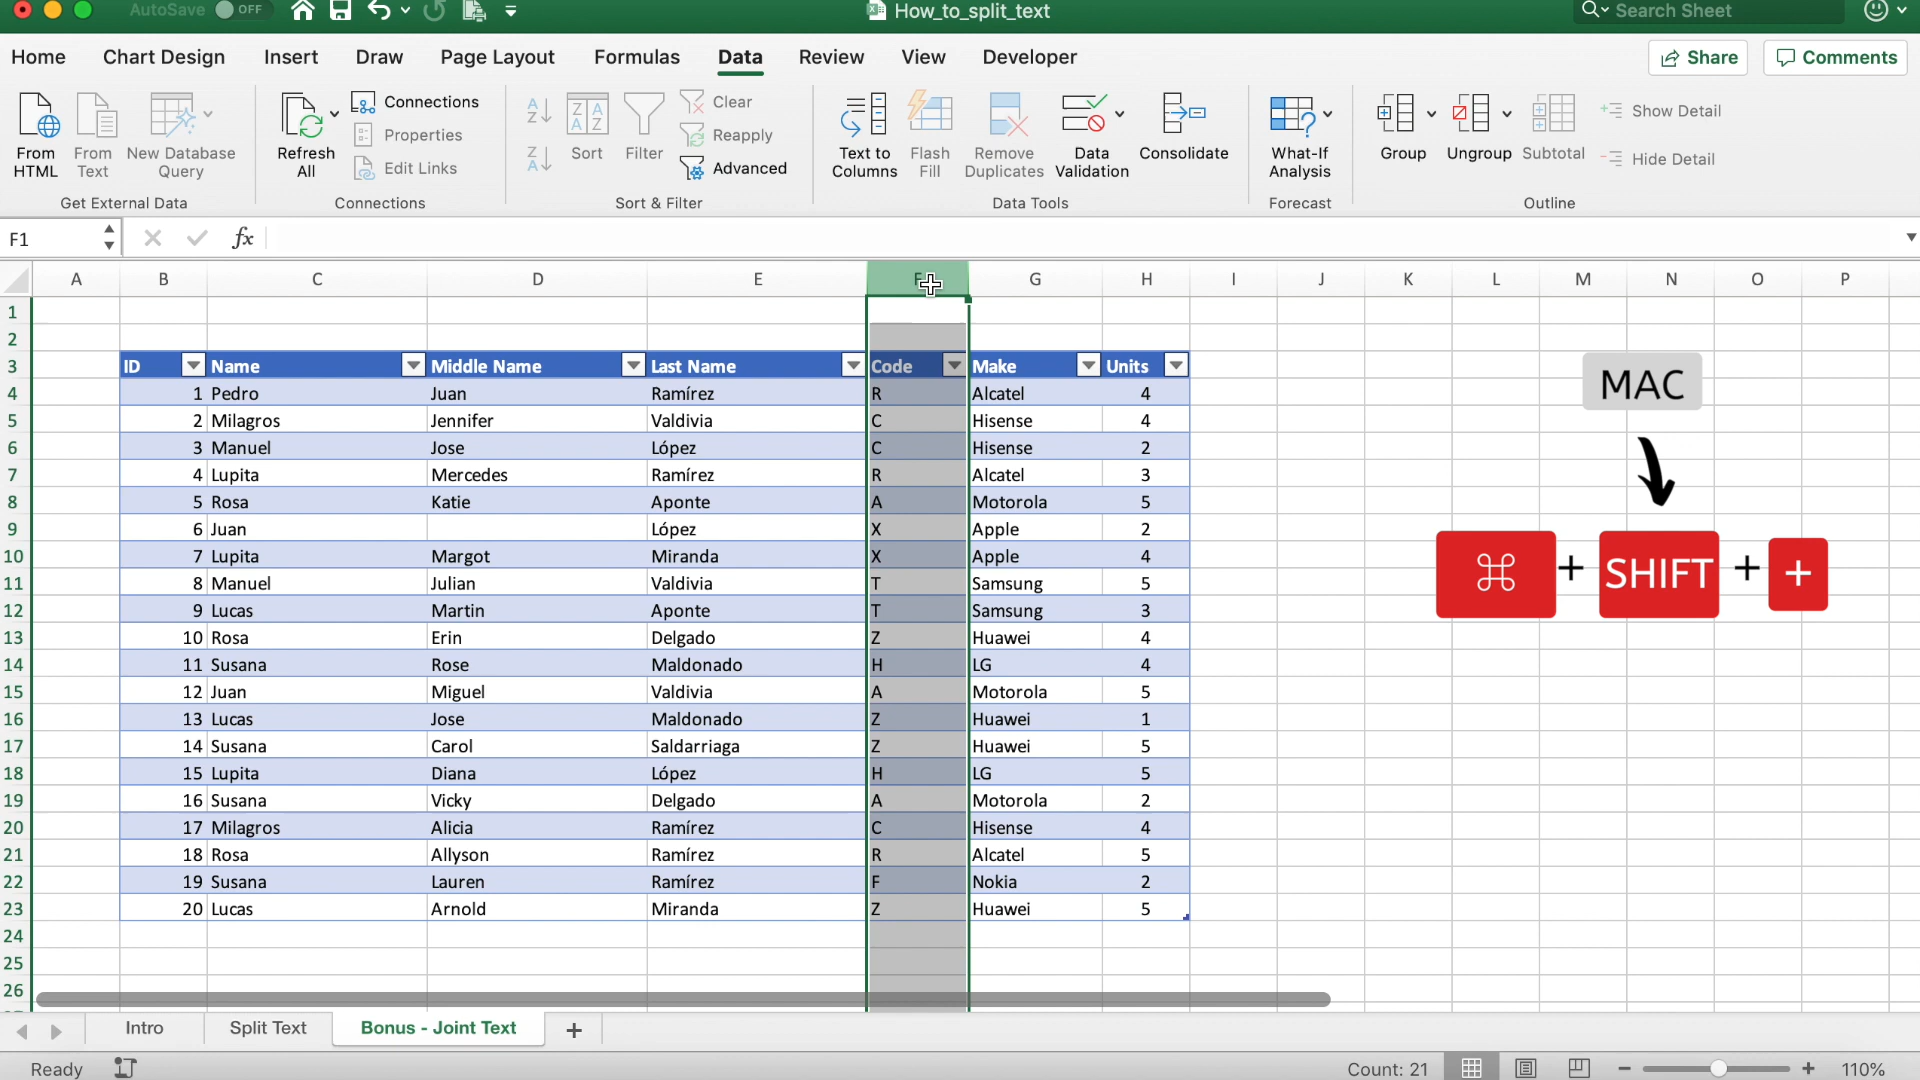 AutoSave OFF
How_to_split_text
Search Sheet
Home Chart Design Insert Draw Page Layout Formulas Data Review View Developer
Share Comments
From HTML
From Text
New Database Query
Get External Data
Refresh All
Connections
Properties
Edit Links
Connections
Sort
Filter
Clear
Reapply
Advanced
Sort & Filter
Text to Columns
Flash Fill
Remove Duplicates
Data Validation
Consolidate
Data Tools
What-If Analysis
Forecast
Group
Ungroup
Subtotal
Show Detail
Hide Detail
Outline
F1 fx
A B C D E F G H I J K L M N O P
1
2
3 ID Name Middle Name Last Name Code Make Units
4 1 Pedro Juan Ramírez R Alcatel 4
5 2 Milagros Jennifer Valdivia C Hisense 4
6 3 Manuel Jose López C Hisense 2
7 4 Lupita Mercedes Ramírez R Alcatel 3
8 5 Rosa Katie Aponte A Motorola 5
9 6 Juan López X Apple 2
10 7 Lupita Margot Miranda X Apple 4
11 8 Manuel Julian Valdivia T Samsung 5
12 9 Lucas Martin Aponte T Samsung 3
13 10 Rosa Erin Delgado Z Huawei 4
14 11 Susana Rose Maldonado H LG 4
15 12 Juan Miguel Valdivia A Motorola 5
16 13 Lucas Jose Maldonado Z Huawei 1
17 14 Susana Carol Saldarriaga Z Huawei 5
18 15 Lupita Diana López H LG 5
19 16 Susana Vicky Delgado A Motorola 2
20 17 Milagros Alicia Ramírez C Hisense 4
21 18 Rosa Allyson Ramírez R Alcatel 5
22 19 Susana Lauren Ramírez F Nokia 2
23 20 Lucas Arnold Miranda Z Huawei 5
24
25
26
MAC
⌘ + SHIFT + +
Intro Split Text Bonus - Joint Text +
Ready
Count: 21
110%